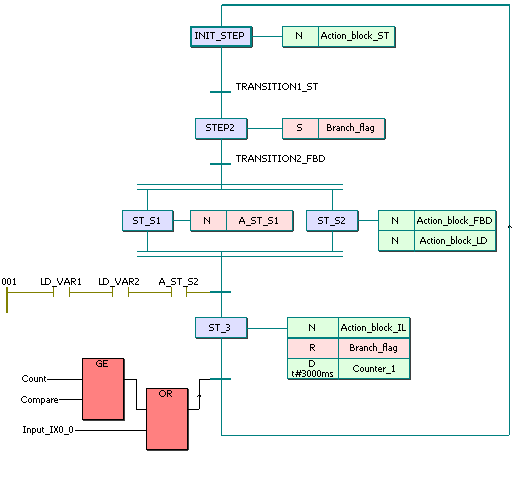 INIT_STEP N Action_block_ST
TRANSITION1_ST
STEP2 S Branch_flag
TRANSITION2_FBD
ST_S1 N A_ST_S1 ST_S2 N Action_block_FBD
N Action_block_LD
001 LD_VAR1 LD_VAR2 A_ST_S2
ST_3 N Action_block_IL
R Branch_flag
D t#3000ms Counter_1
GE
Count
Compare
OR
Input_IX0_0